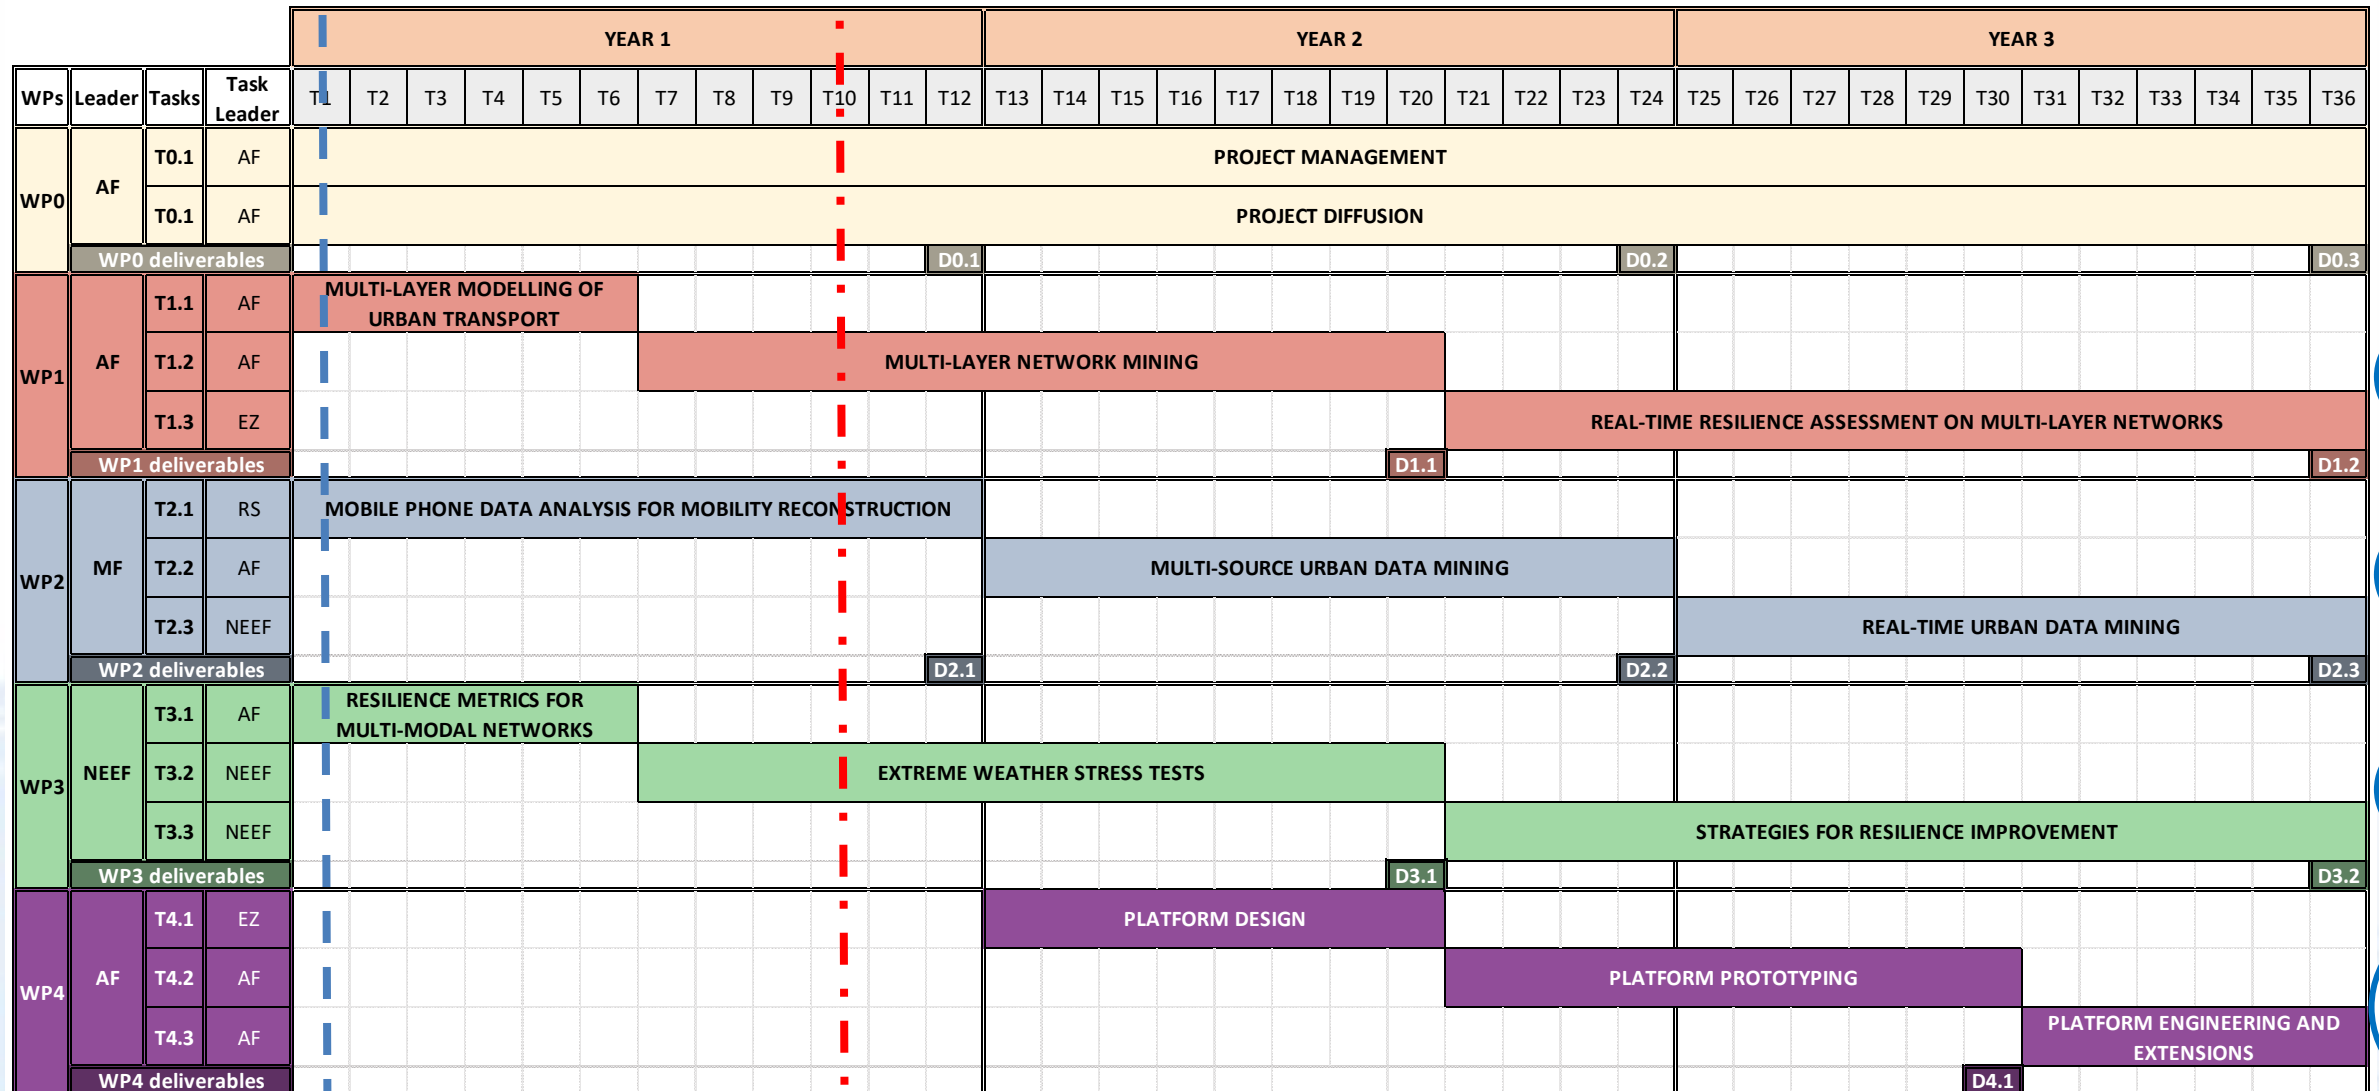 YEAR 1 YEAR 2 YEAR 3
WPs Leader Tasks Task Leader T1 T2 T3 T4 T5 T6 T7 T8 T9 T10 T11 T12 T13 T14 T15 T16 T17 T18 T19 T20 T21 T22 T23 T24 T25 T26 T27 T28 T29 T30 T31 T32 T33 T34 T35 T36
WP0 AF T0.1 AF PROJECT MANAGEMENT
T0.1 AF PROJECT DIFFUSION
WP0 deliverables D0.1 D0.2 D0.3
WP1 AF T1.1 AF MULTI-LAYER MODELLING OF
URBAN TRANSPORT
T1.2 AF MULTI-LAYER NETWORK MINING
T1.3 EZ REAL-TIME RESILIENCE ASSESSMENT ON MULTI-LAYER NETWORKS
WP1 deliverables D1.1 D1.2
WP2 MF T2.1 RS MOBILE PHONE DATA ANALYSIS FOR MOBILITY RECONSTRUCTION
T2.2 AF MULTI-SOURCE URBAN DATA MINING
T2.3 NEEF REAL-TIME URBAN DATA MINING
WP2 deliverables D2.1 D2.2 D2.3
WP3 NEEF T3.1 AF RESILIENCE METRICS FOR
MULTI-MODAL NETWORKS
T3.2 NEEF EXTREME WEATHER STRESS TESTS
T3.3 NEEF STRATEGIES FOR RESILIENCE IMPROVEMENT
WP3 deliverables D3.1 D3.2
WP4 AF T4.1 EZ PLATFORM DESIGN
T4.2 AF PLATFORM PROTOTYPING
T4.3 AF PLATFORM ENGINEERING AND
EXTENSIONS
WP4 deliverables D4.1